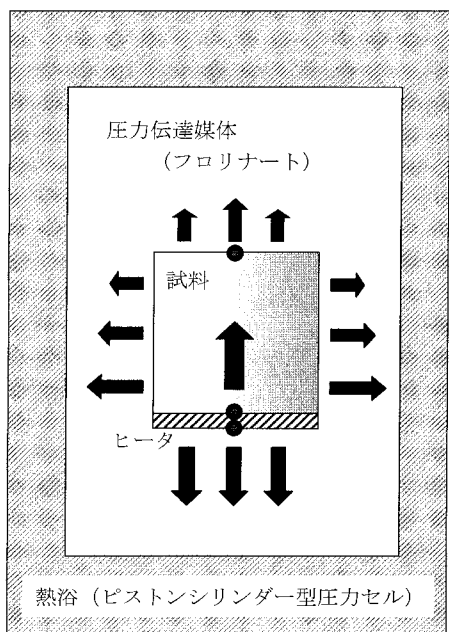 圧力伝達媒体
（フロリナート）
試料
ヒータ
熱浴（ピストンシリンダー型圧力セル）